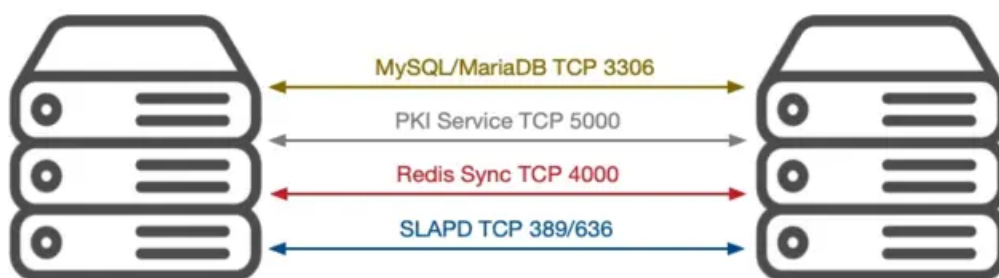 MySQL/MariaDB TCP 3306
PKI Service TCP 5000
Redis Sync TCP 4000
SLAPD TCP 389/636